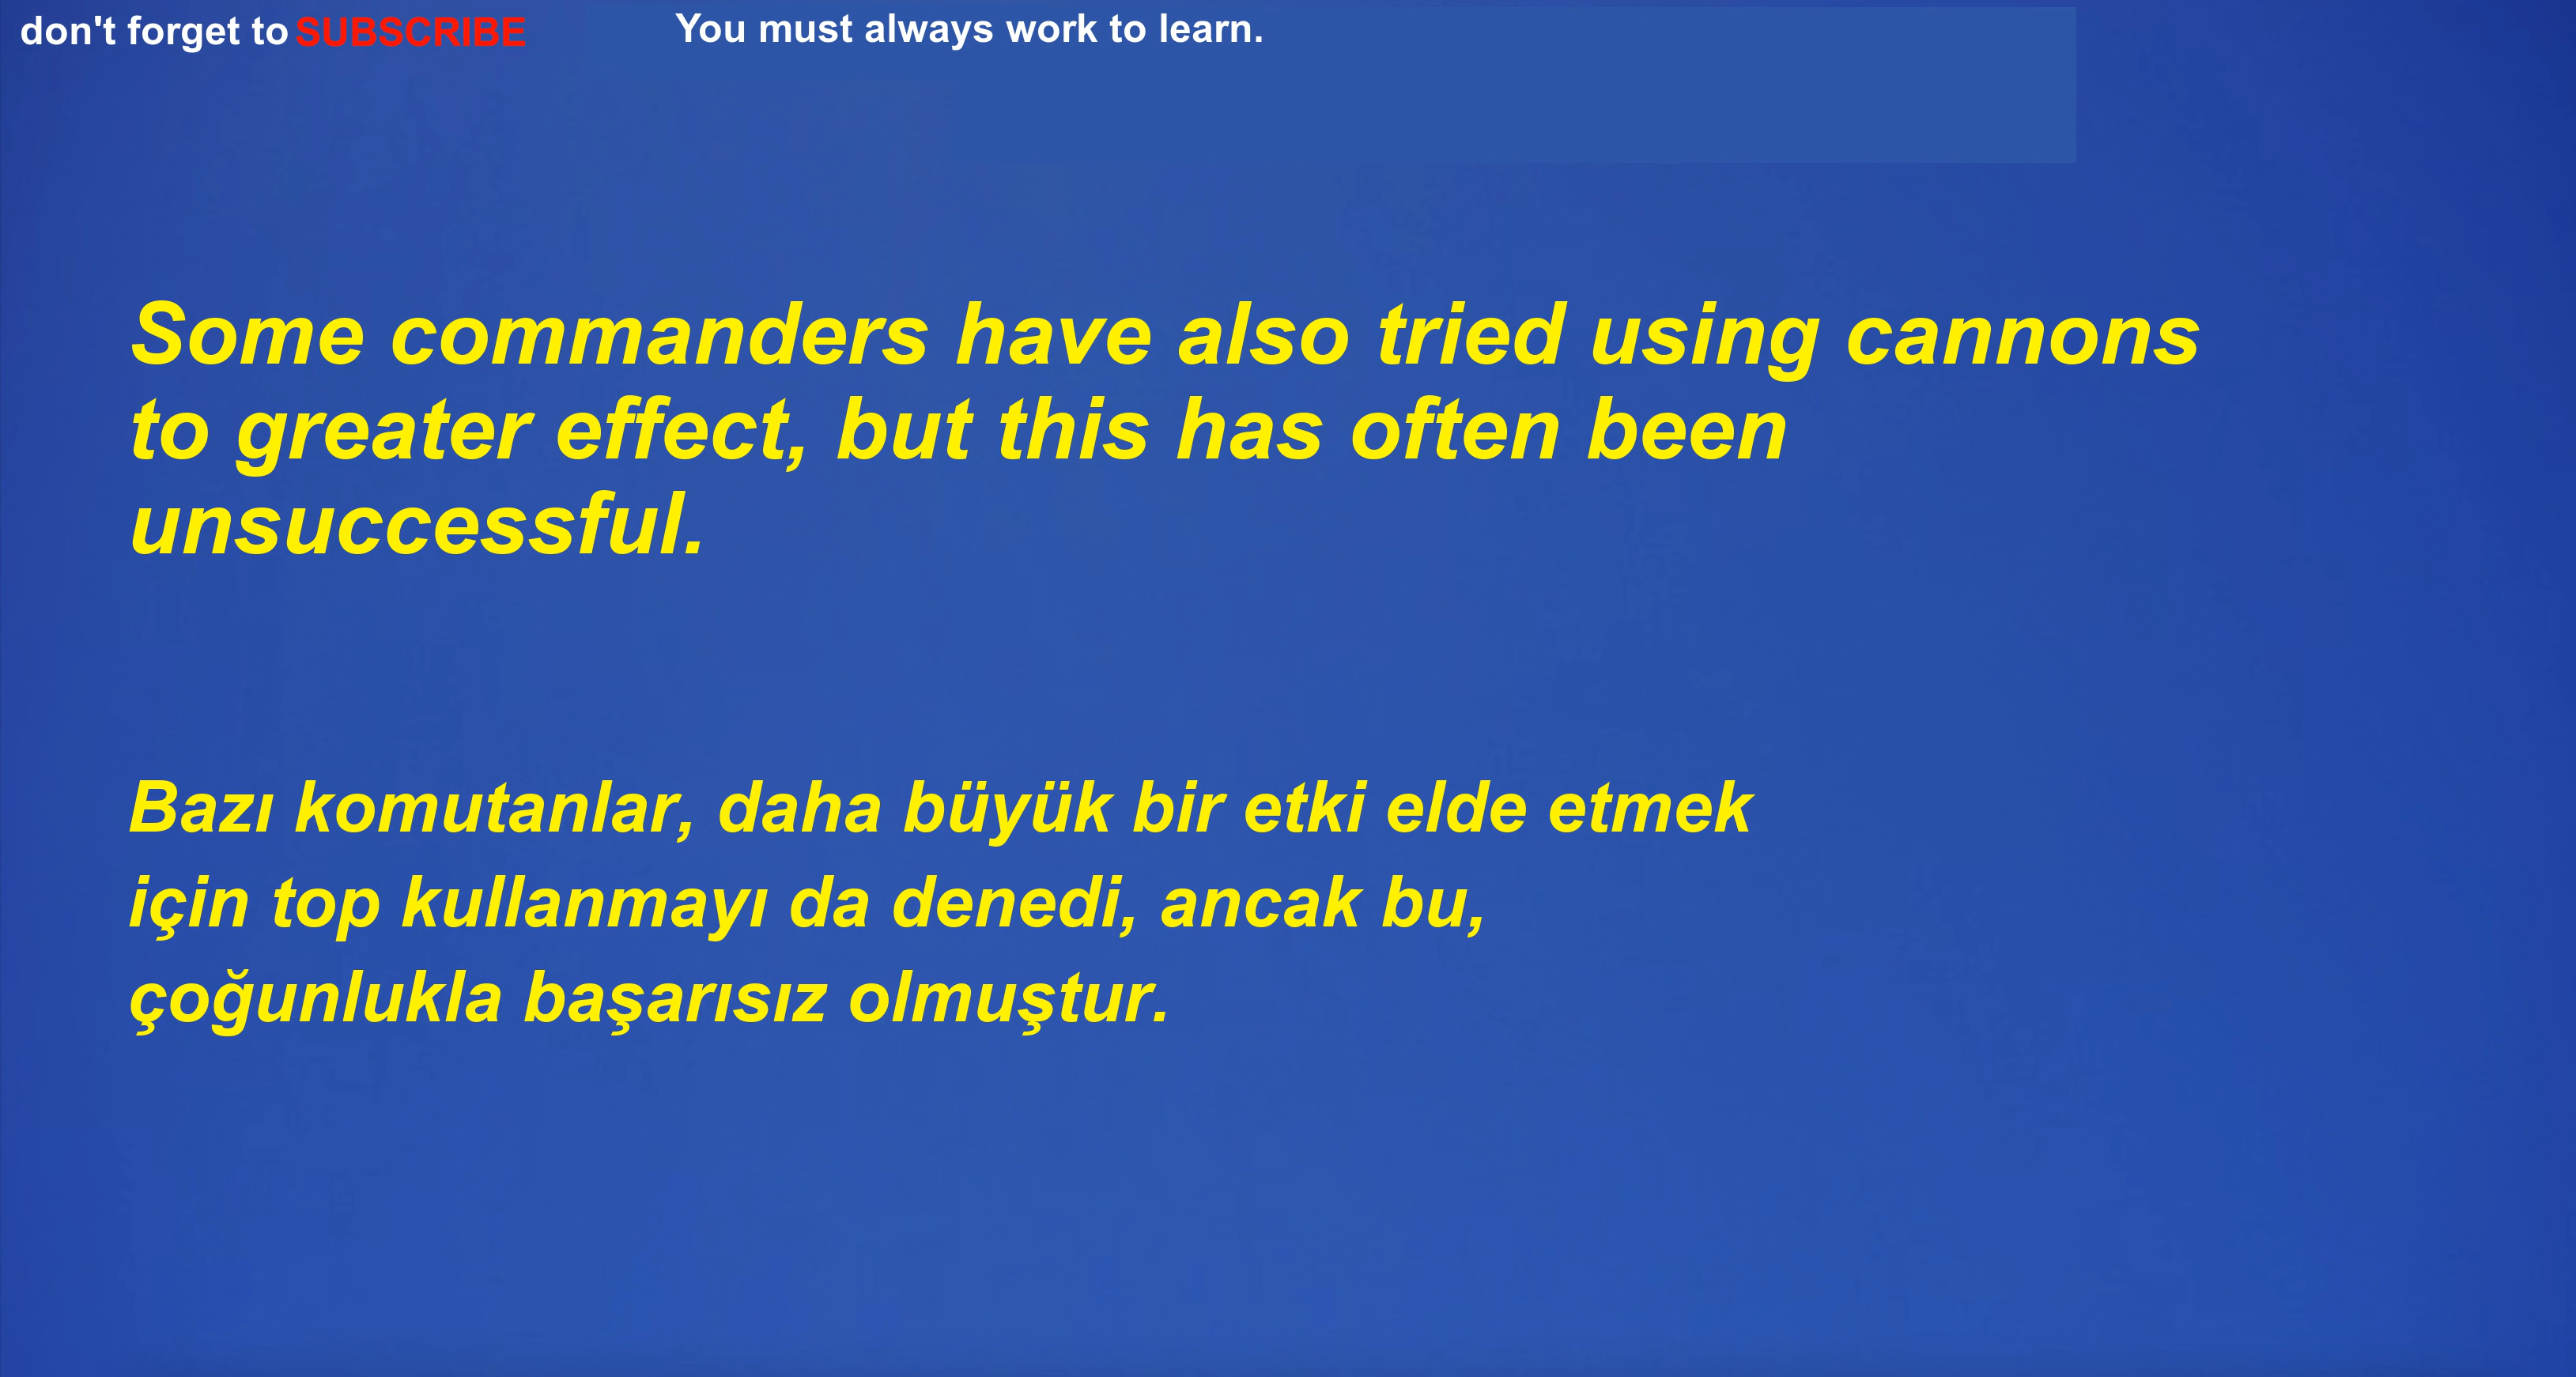 don't forget to SUBSCRIBE
You must always work to learn.
Some commanders have also tried using cannons
to greater effect, but this has often been
unsuccessful.
Bazı komutanlar, daha büyük bir etki elde etmek
için top kullanmayı da denedi, ancak bu,
çoğunlukla başarısız olmuştur.